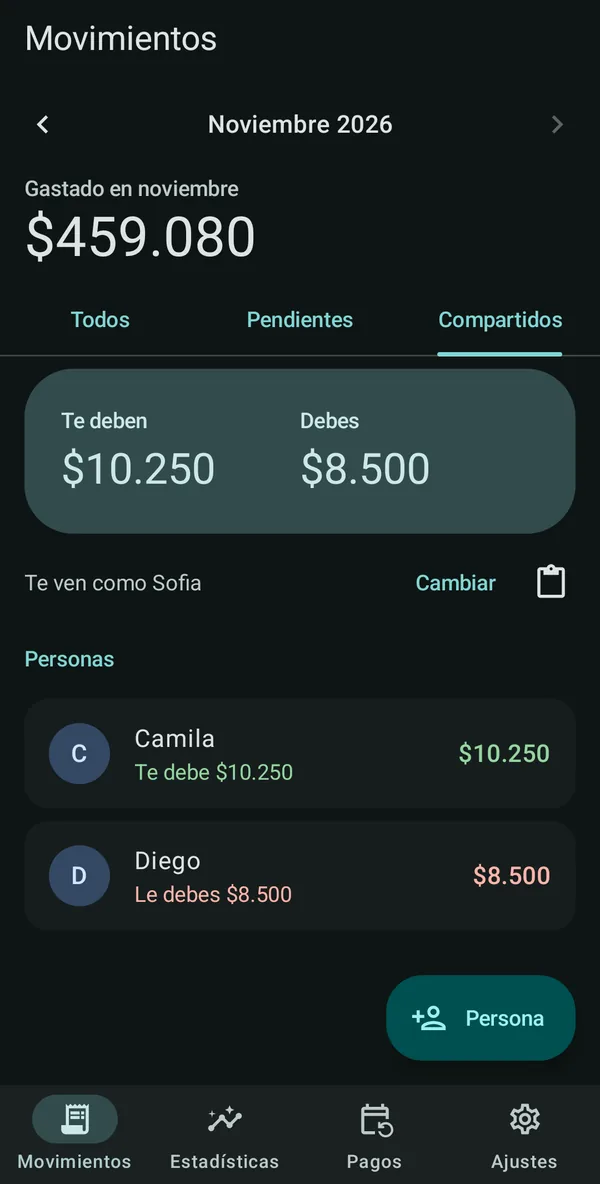 Movimientos
Noviembre 2026
Gastado en noviembre
$459.080
Todos Pendientes Compartidos
Te deben Debes
$10.250 $8.500
Te ven como Sofia Cambiar
Personas
C Camila $10.250
Te debe $10.250
D Diego $8.500
Le debes $8.500
Persona
Movimientos Estadísticas Pagos Ajustes